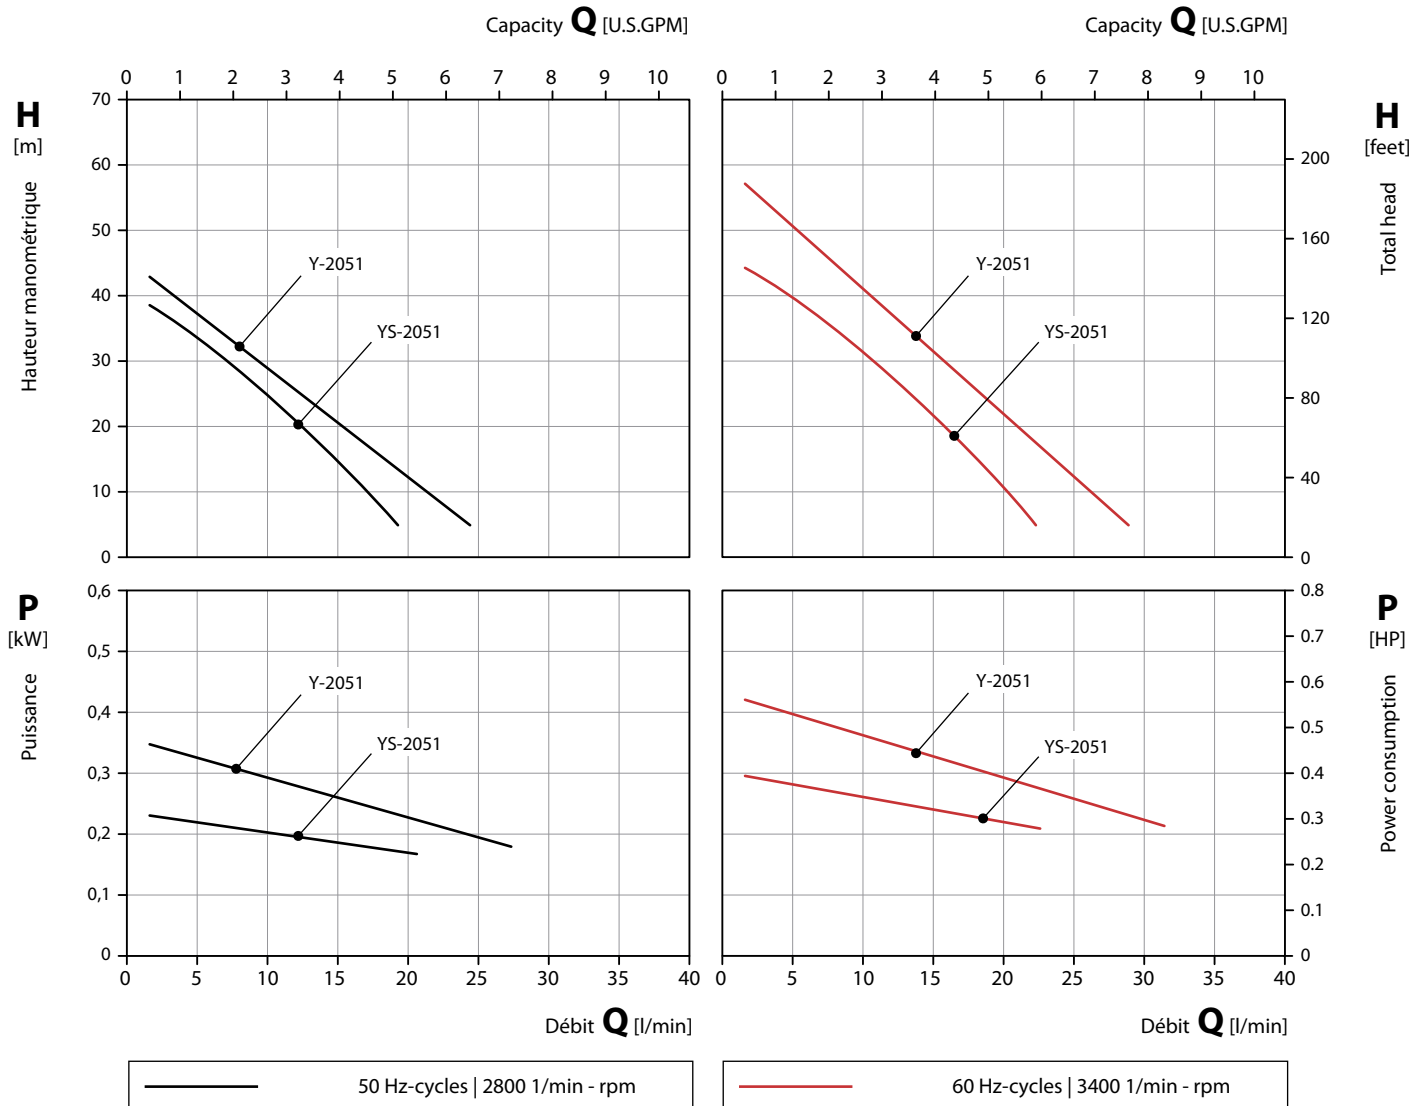 Capacity Q [U.S.GPM]
Capacity Q [U.S.GPM]
0 1 2 3 4 5 6 7 8 9 10
0 1 2 3 4 5 6 7 8 9 10
H
[m]
Hauteur manométrique
70
60
50
40
30
20
10
0
Y-2051
YS-2051
Y-2051
YS-2051
200
160
120
80
40
0
H
[feet]
Total head
P
[kW]
Puissance
0,6
0,5
0,4
0,3
0,2
0,1
0
Y-2051
YS-2051
Y-2051
YS-2051
0.8
0.7
0.6
0.5
0.4
0.3
0.2
0.1
0
P
[HP]
Power consumption
0 5 10 15 20 25 30 35 40
0 5 10 15 20 25 30 35 40
Débit Q [l/min]
Débit Q [l/min]
50 Hz-cycles | 2800 1/min - rpm
60 Hz-cycles | 3400 1/min - rpm